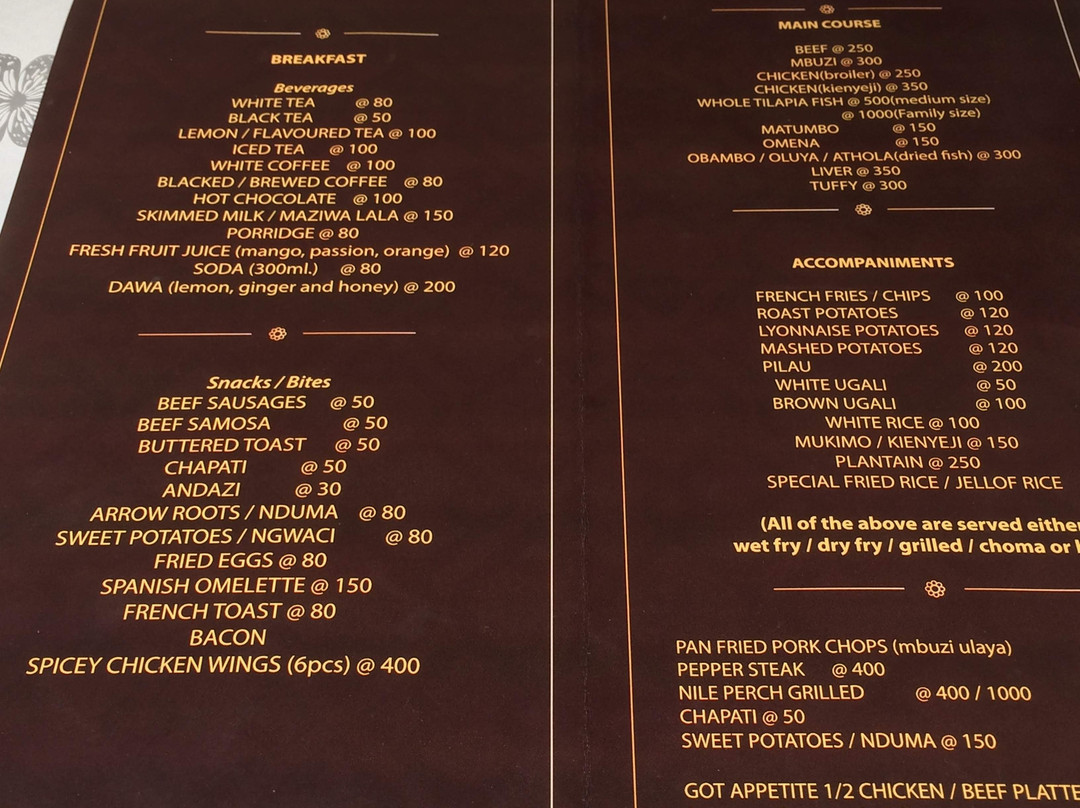 BREAKFAST
Beverages
WHITE TEA @ 80
BLACK TEA @ 50
LEMON / FLAVOURED TEA @ 100
ICED TEA @ 100
WHITE COFFEE @ 100
BLACKED / BREWED COFFEE @ 80
HOT CHOCOLATE @ 100
SKIMMED MILK / MAZIWA LALA @ 150
PORRIDGE @ 80
FRESH FRUIT JUICE (mango, passion, orange) @ 120
SODA (300ml.) @ 80
DAWA (lemon, ginger and honey) @ 200
Snacks / Bites
BEEF SAUSAGES @ 50
BEEF SAMOSA @ 50
BUTTERED TOAST @ 50
CHAPATI @ 50
ANDAZI @ 30
ARROW ROOTS / NDUMA @ 80
SWEET POTATOES / NGWACI @ 80
FRIED EGGS @ 80
SPANISH OMELETTE @ 150
FRENCH TOAST @ 80
BACON
SPICEY CHICKEN WINGS (6pcs) @ 400
MAIN COURSE
BEEF @ 250
MBUZI @ 300
CHICKEN(broiler) @ 250
CHICKEN(kienyeji) @ 350
WHOLE TILAPIA FISH @ 500(medium size)
@ 1000(Family size)
MATUMBO @ 150
OMENA @ 150
OBAMBO / OLUYA / ATHOLA(dried fish) @ 300
LIVER @ 350
TUFFY @ 300
ACCOMPANIMENTS
FRENCH FRIES / CHIPS @ 100
ROAST POTATOES @ 120
LYONNAISE POTATOES @ 120
MASHED POTATOES @ 120
PILAU @ 200
WHITE UGALI @ 50
BROWN UGALI @ 100
WHITE RICE @ 100
MUKIMO / KIENYEJI @ 150
PLANTAIN @ 250
SPECIAL FRIED RICE / JELLOF RICE
(All of the above are served either
wet fry / dry fry / grilled / choma or
PAN FRIED PORK CHOPS (mbuzi ulaya)
PEPPER STEAK @ 400
NILE PERCH GRILLED @ 400 / 1000
CHAPATI @ 50
SWEET POTATOES / NDUMA @ 150
GOT APPETITE 1/2 CHICKEN / BEEF PLATTE